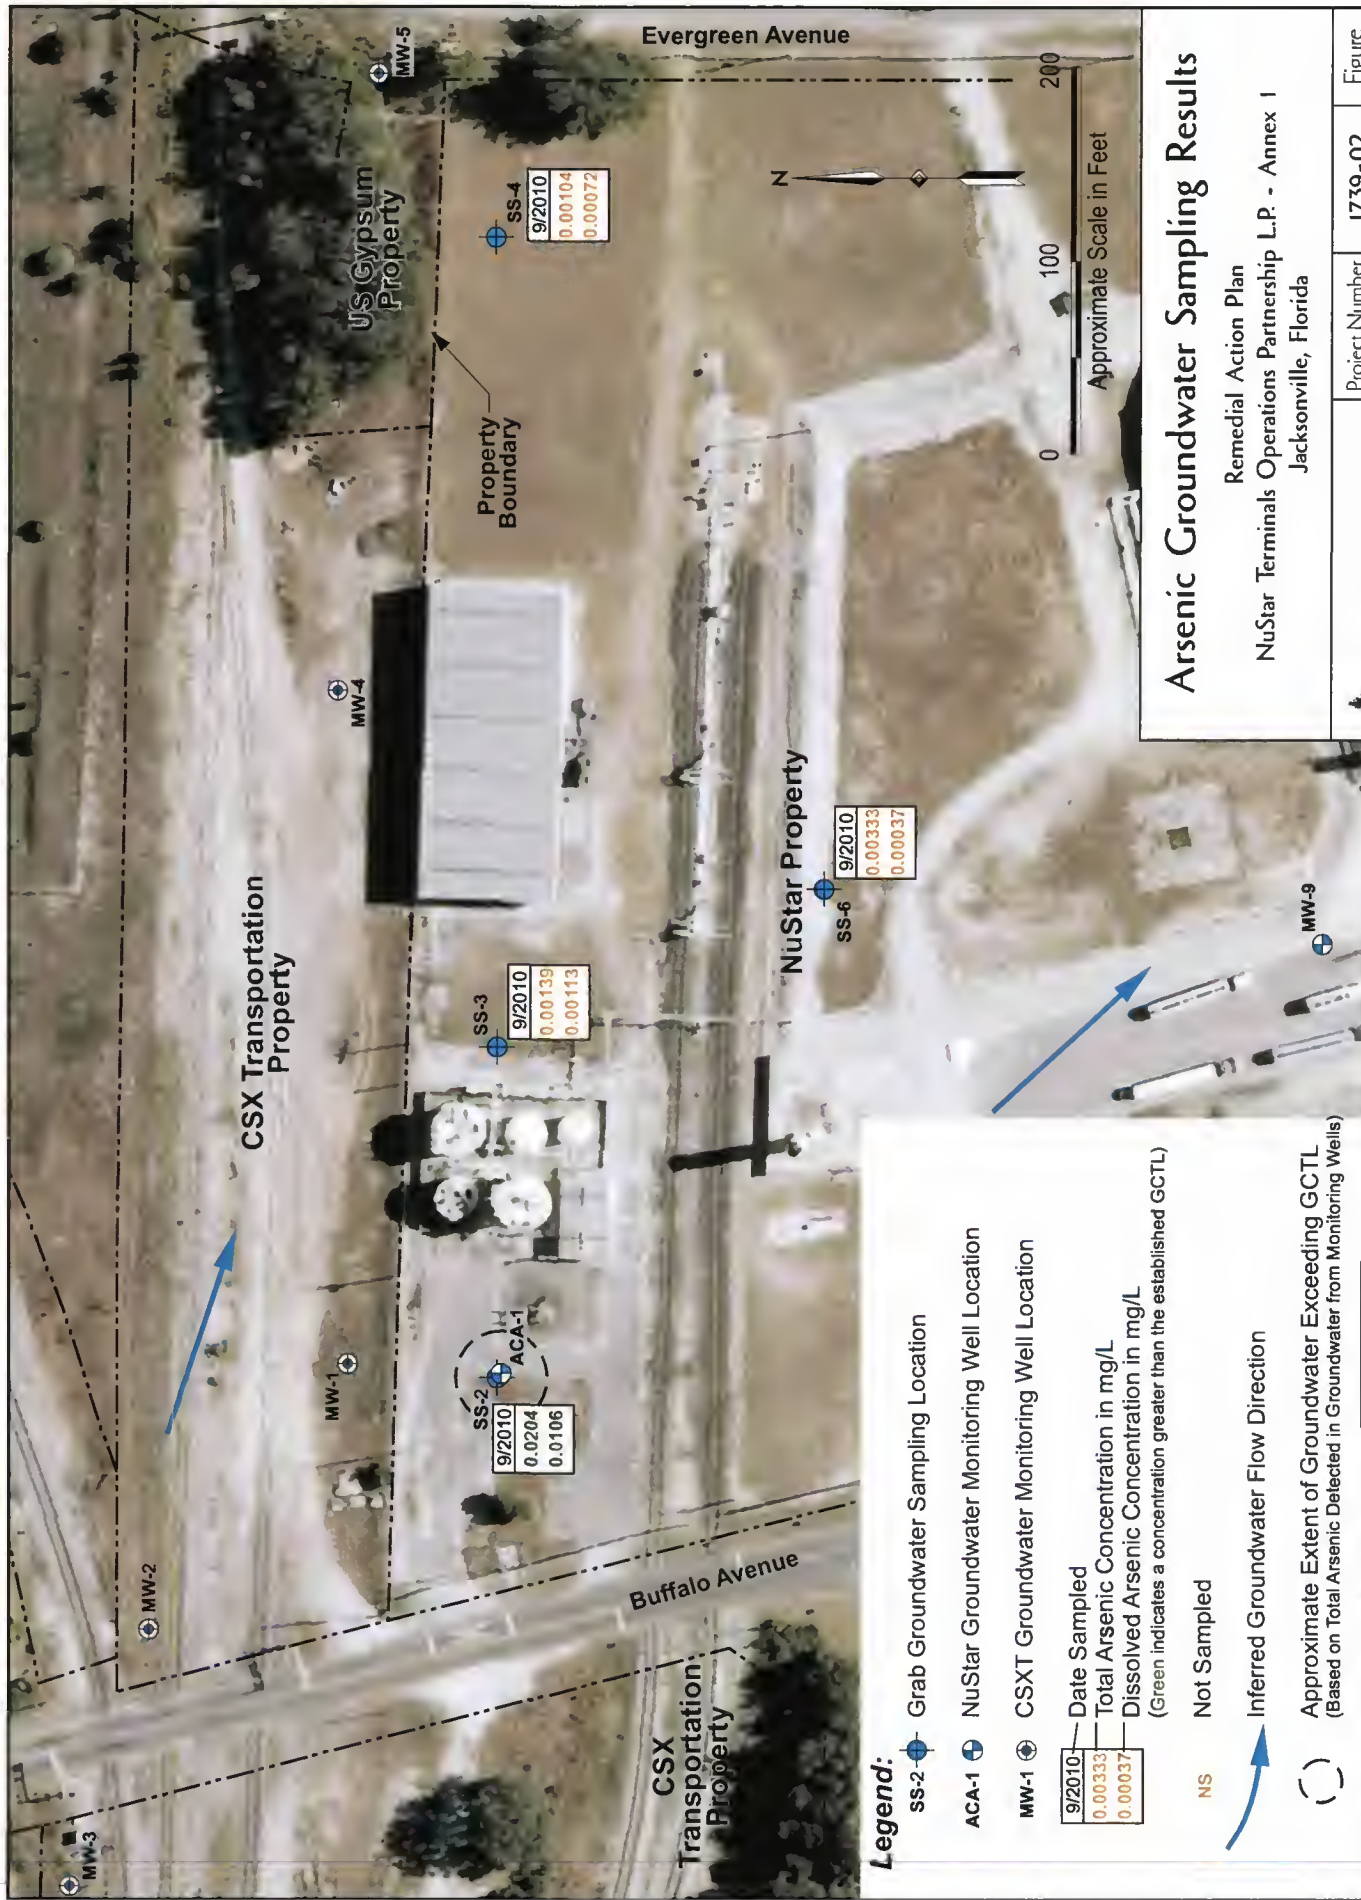 Evergreen Avenue
MW-5
US Gypsum
Property
SS-4
9/2010
0.00104
0.00072
N
200
100
0
Approximate Scale in Feet
Property
Boundary
MW-4
CSX Transportation
Property
SS-3
9/2010
0.00139
0.00113
NuStar Property
SS-6
9/2010
0.00333
0.00037
MW-9
MW-1
SS-2
ACA-1
9/2010
0.0204
0.0106
MW-2
Buffalo Avenue
MW-3
CSX
Transportation
Property
Legend:
SS-2 Grab Groundwater Sampling Location
ACA-1 NuStar Groundwater Monitoring Well Location
MW-1 CSXT Groundwater Monitoring Well Location
9/2010 Date Sampled
0.00333 Total Arsenic Concentration in mg/L
0.00037 Dissolved Arsenic Concentration in mg/L
(Green indicates a concentration greater than the established GCTL)
NS Not Sampled
Inferred Groundwater Flow Direction
Approximate Extent of Groundwater Exceeding GCTL
(Based on Total Arsenic Detected in Groundwater from Monitoring Wells)
Arsenic Groundwater Sampling Results
Remedial Action Plan
NuStar Terminals Operations Partnership L.P. - Annex 1
Jacksonville, Florida
Project Number
1739-02
Figure